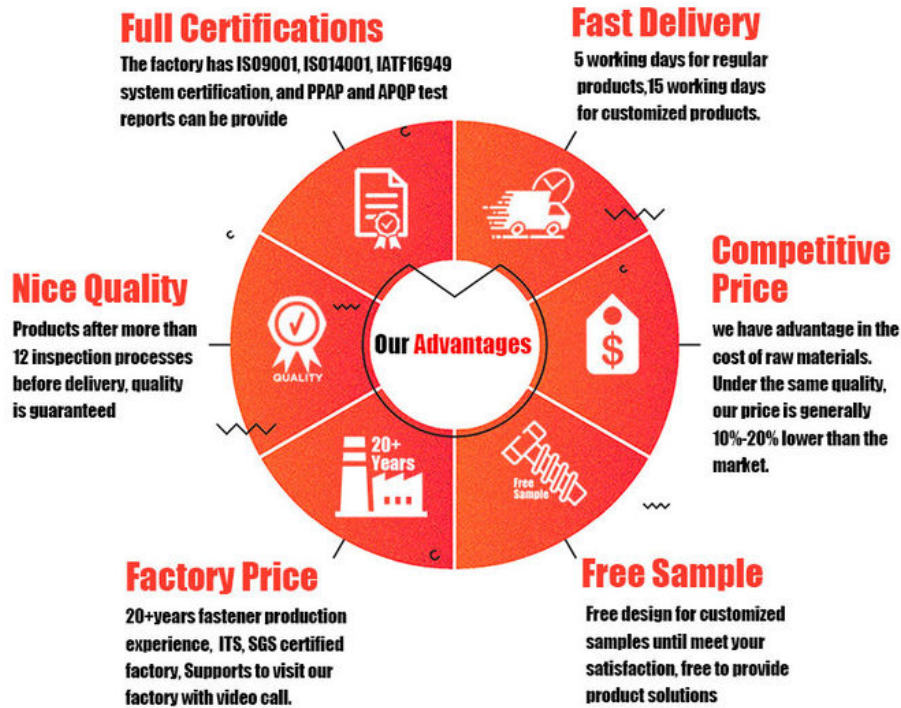 Full Certifications
The factory has ISO9001, ISO14001, IATF16949
system certification, and PPAP and APQP test
reports can be provide
Fast Delivery
5 working days for regular
products,15 working days
for customized products.
Nice Quality
Products after more than
12 inspection processes
before delivery, quality
is guaranteed
QUALITY
Our Advantages
$
Competitive
Price
we have advantage in the
cost of raw materials.
Under the same quality,
our price is generally
10%-20% lower than the
market.
20+
Years
Free
Sample
Factory Price
20+years fastener production
experience, ITS, SGS certified
factory, Supports to visit our
factory with video call.
Free Sample
Free design for customized
samples until meet your
satisfaction, free to provide
product solutions